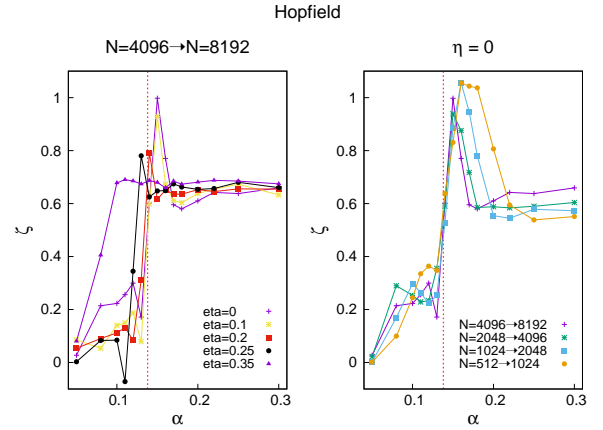 Hopfield
N=4096→N=8192
η = 0
ζ
1
0.8
0.6
0.4
0.2
0
0.1
0.2
0.3
α
eta=0
eta=0.1
eta=0.2
eta=0.25
eta=0.35
ζ
1
0.8
0.6
0.4
0.2
0
0.1
0.2
0.3
α
N=4096→8192
N=2048→4096
N=1024→2048
N=512→1024